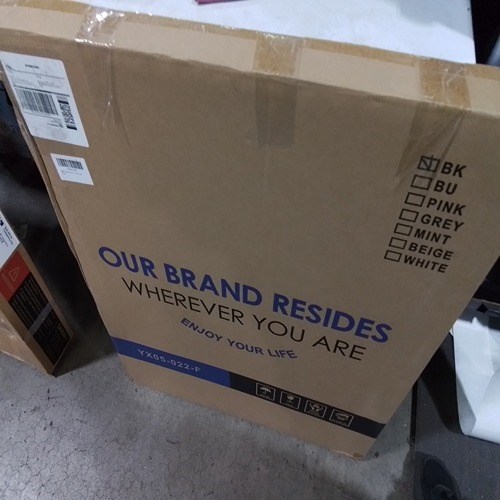 BK
BU
PINK
GREY
MINT
BEIGE
WHITE
OUR BRAND RESIDES
WHEREVER YOU ARE
ENJOY YOUR LIFE
YX05-022-F